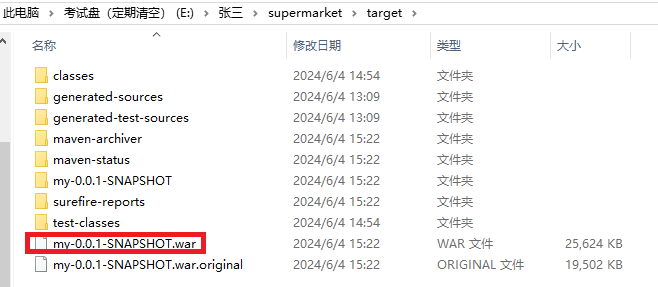 此电脑 › 考试盘（定期清空） (E:) › 张三 › supermarket › target ›
名称 修改日期 类型 大小
classes 2024/6/4 14:54 文件夹
generated-sources 2024/6/4 13:09 文件夹
generated-test-sources 2024/6/4 13:09 文件夹
maven-archiver 2024/6/4 15:22 文件夹
maven-status 2024/6/4 15:22 文件夹
my-0.0.1-SNAPSHOT 2024/6/4 15:22 文件夹
surefire-reports 2024/6/4 15:22 文件夹
test-classes 2024/6/4 14:54 文件夹
my-0.0.1-SNAPSHOT.war 2024/6/4 15:22 WAR 文件 25,624 KB
my-0.0.1-SNAPSHOT.war.original 2024/6/4 15:22 ORIGINAL 文件 19,502 KB